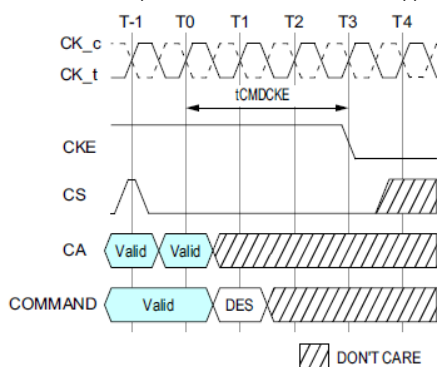 T-1 T0 T1 T2 T3 T4
CK_c
CK_t
tCMDCKE
CKE
CS
CA Valid Valid
COMMAND Valid DES
DON'T CARE